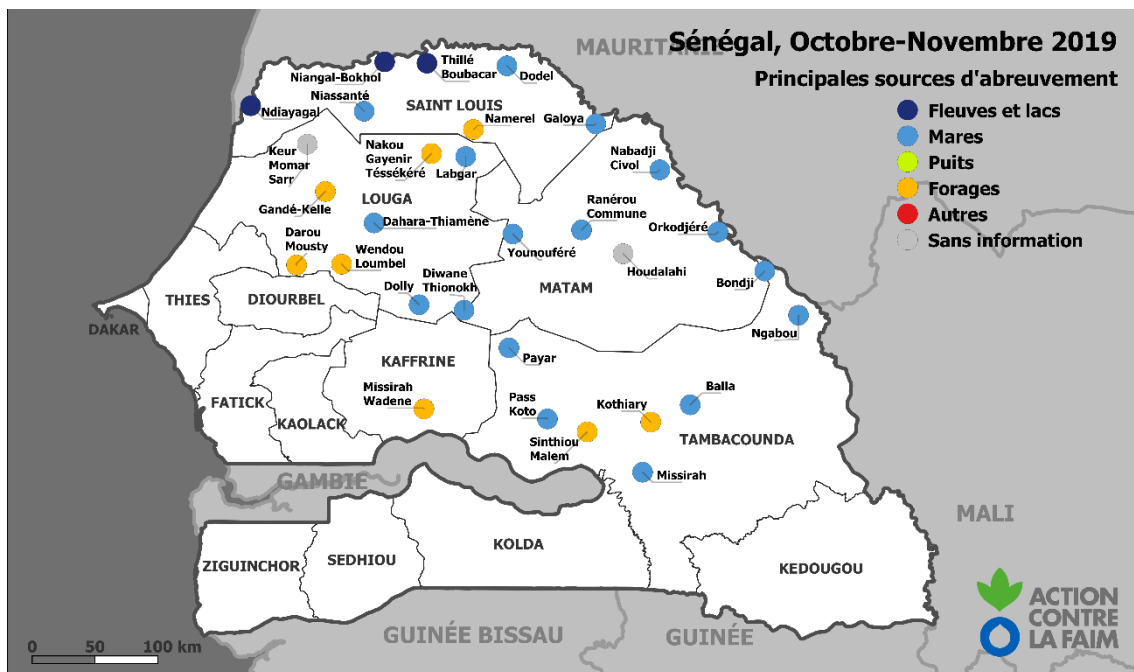 MAURITANIE
Sénégal, Octobre-Novembre 2019
Principales sources d'abreuvement
Fleuves et lacs
Mares
Puits
Forages
Autres
Sans information
Niangal-Bokhol
Thillé
Boubacar
Dodel
Niassanté
Ndiayagal
SAINT LOUIS
Namerel
Galoya
Keur
Momar
Sarr
Nakou
Gayenir
Téssékéré
Labgar
Nabadji
Civol
Gandé-Kelle
LOUGA
Ranérou
Commune
Dahara-Thiamène
Orkodjéré
Darou
Mousty
Wendou
Loumbel
Younouféré
Houdalahi
Diwane
Thionokh
Bondji
Dolly
MATAM
THIES
DIOURBEL
DAKAR
Ngabou
KAFFRINE
Payar
Missirah
Wadene
Balla
FATICK
KAOLACK
Pass
Koto
Kothiary
Sinthiou
Malem
TAMBACOUNDA
Missirah
GAMBIE
MALI
ZIGUINCHOR
SEDHIOU
KOLDA
KEDOUGOU
GUINÉE BISSAU
GUINÉE
ACTION
CONTRE
LA FAIM
0 50 100 km